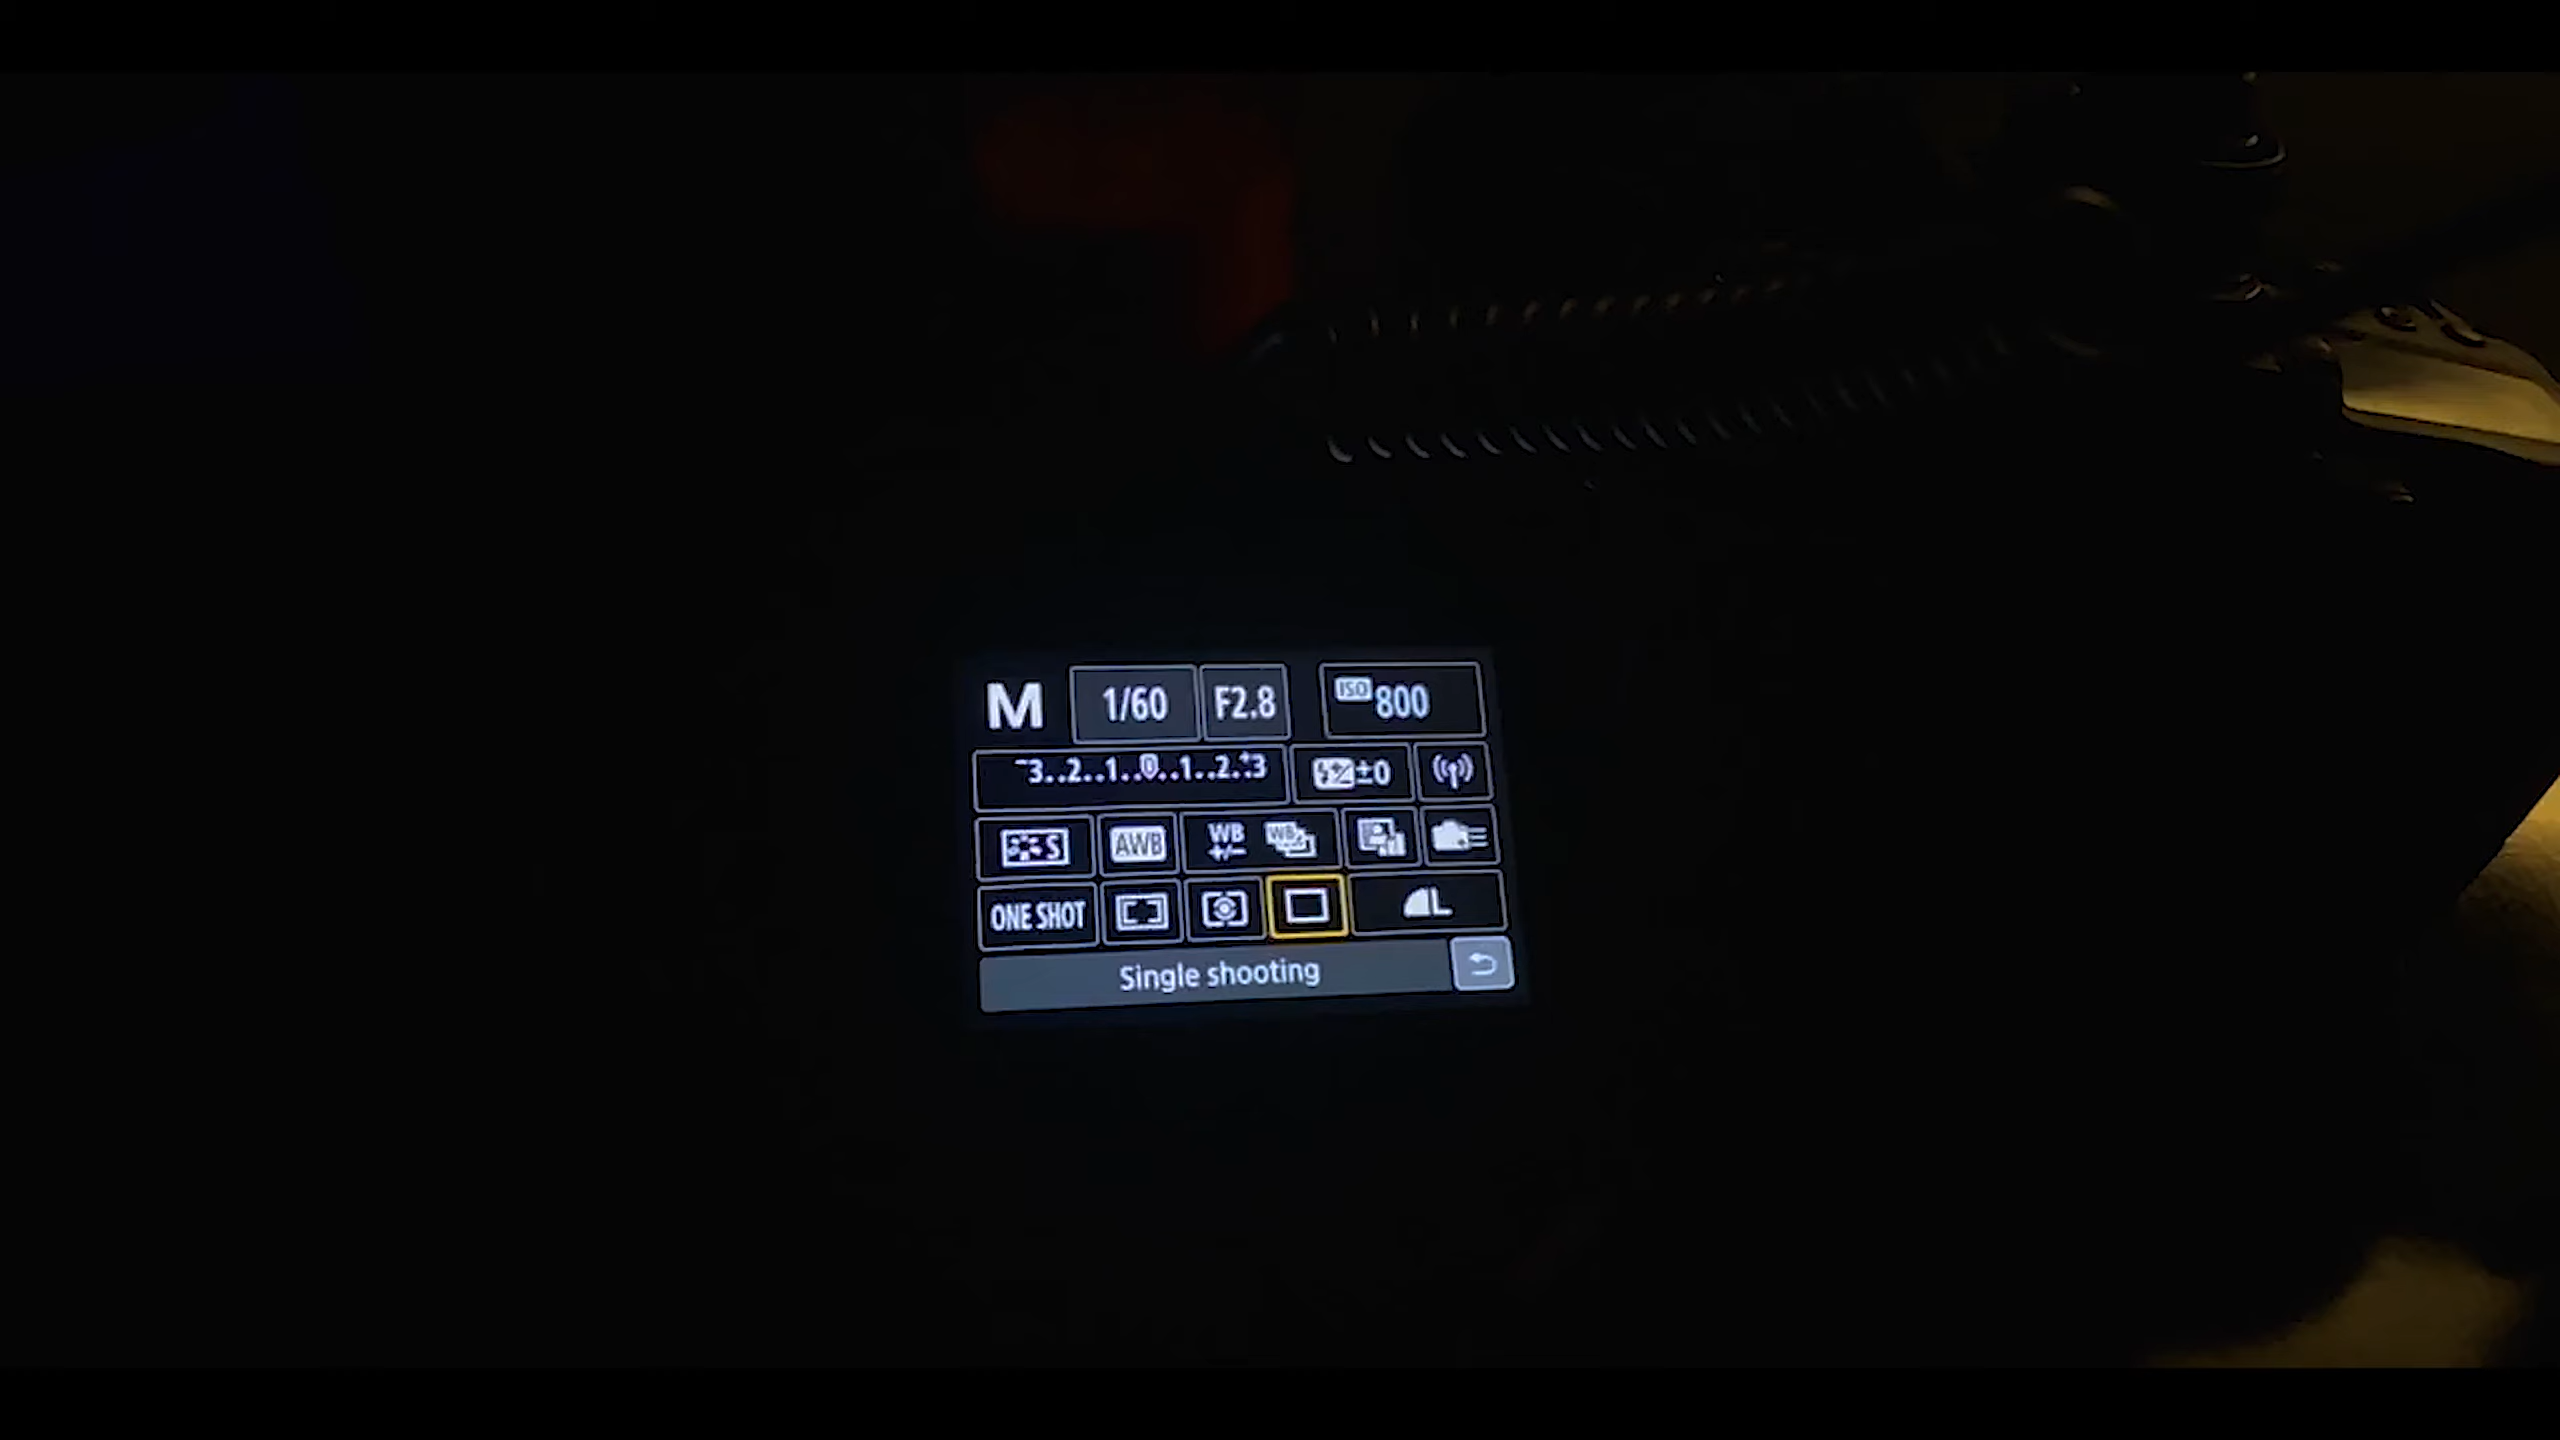 M 1/60 F2.8 ISO 800
-3..2..1..0..1..2..+3 ±0
S AWB WB +/- WB
ONE SHOT L
Single shooting